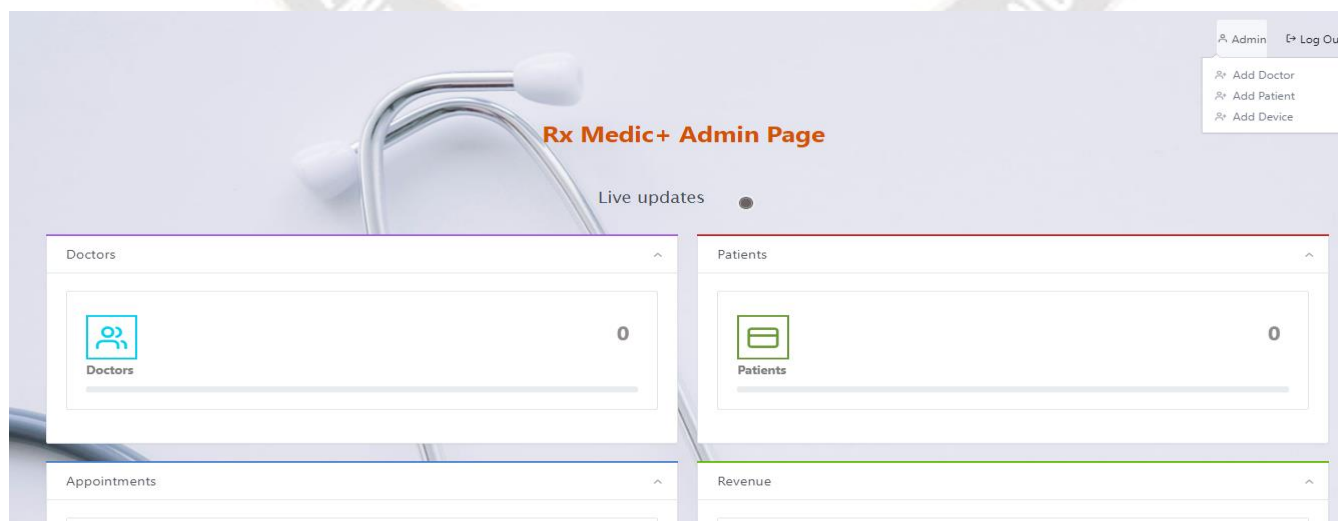 Admin Log Ou
Add Doctor
Add Patient
Add Device
Rx Medic+ Admin Page
Live updates
Doctors
Patients
0
0
Doctors
Patients
Appointments
Revenue